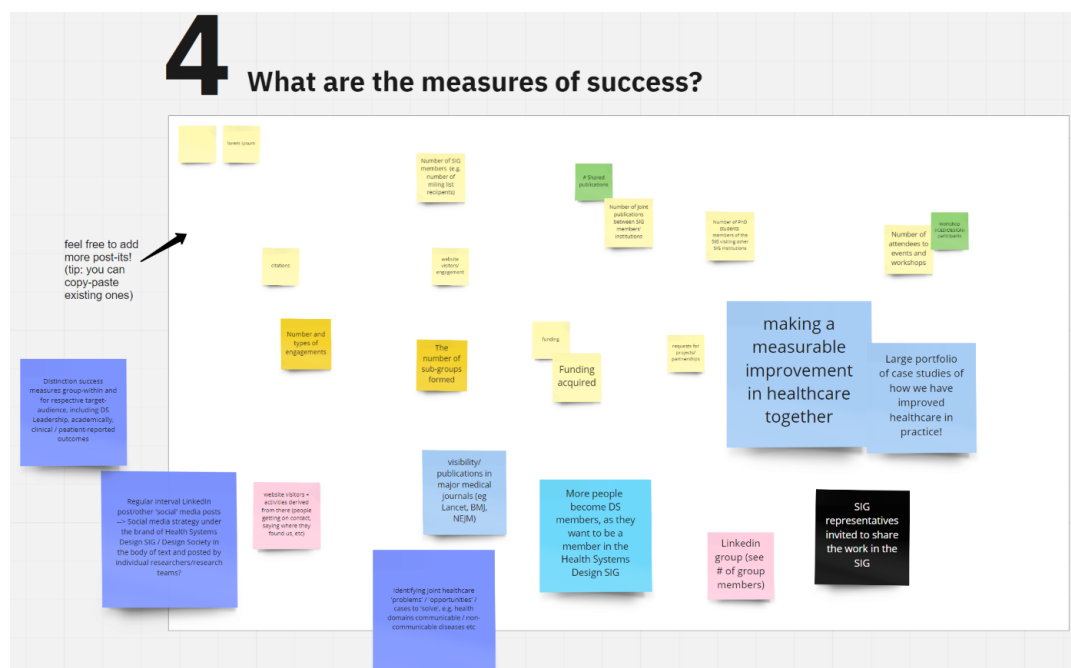 4 What are the measures of success?
feel free to add
more post-its!
(tip: you can
copy-paste
existing ones)
lorem ipsum
Number of SIG
members (e.g.
number of
miling list
recipents)
# Shared
publications
Number of joint
publications
between SIG
members/
institutions
Number of PhD
students
members of the
SIG visiting other
SIG institutions
Number of
attendees to
events and
workshops
Workshop
participants
citations
website
visitors/
engagement
Number and
types of
engagements
The
number of
sub-groups
formed
funding
Funding
acquired
requests for
projects/
partnerships
making a
measurable
improvement
in healthcare
together
Large portfolio
of case studies of
how we have
improved
healthcare in
practice!
Distinction success
measures group-within and
for respective target-
audience, including DS
Leadership, academically,
clinical / peatient-reported
outcomes
Regular interval Linkedin
post/other 'social' media posts
--> Social media strategy under
the brand of Health Systems
Design SIG / Design Society in
the body of text and posted by
individual researchers/research
teams?
website visitors +
activities derived
from there (people
getting on contact,
saying where they
found us, etc)
visibility/
publications in
major medical
journals (eg
Lancet, BMJ,
NEJM)
identifying joint healthcare
'problems' / 'opportunities' /
cases to 'solve', e.g. health
domains communicable / non-
communicable diseases etc
More people
become DS
members, as they
want to be a
member in the
Health Systems
Design SIG
Linkedin
group (see
# of group
members)
SIG
representatives
invited to share
the work in the
SIG